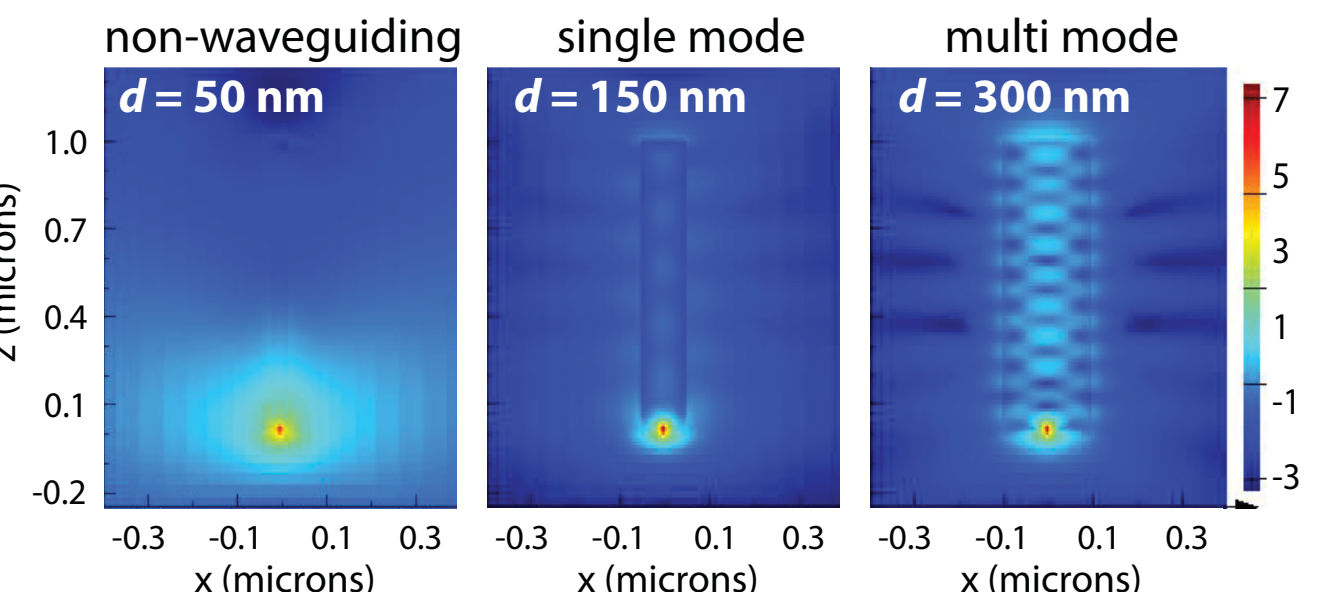 non-waveguiding single mode multi mode
d = 50 nm d = 150 nm d = 300 nm
z (microns)
1.0
0.7
0.4
0.1
-0.2
7
5
3
1
-1
-3
-0.3 -0.1 0.1 0.3 -0.3 -0.1 0.1 0.3 -0.3 -0.1 0.1 0.3
x (microns) x (microns) x (microns)